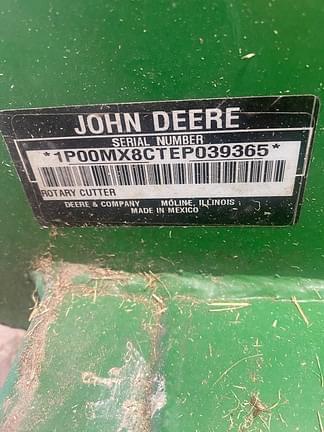 JOHN DEERE
SERIAL NUMBER
*1P00MX8CTEP039365*
ROTARY CUTTER
DEERE & COMPANY MOLINE, ILLINOIS
MADE IN MEXICO